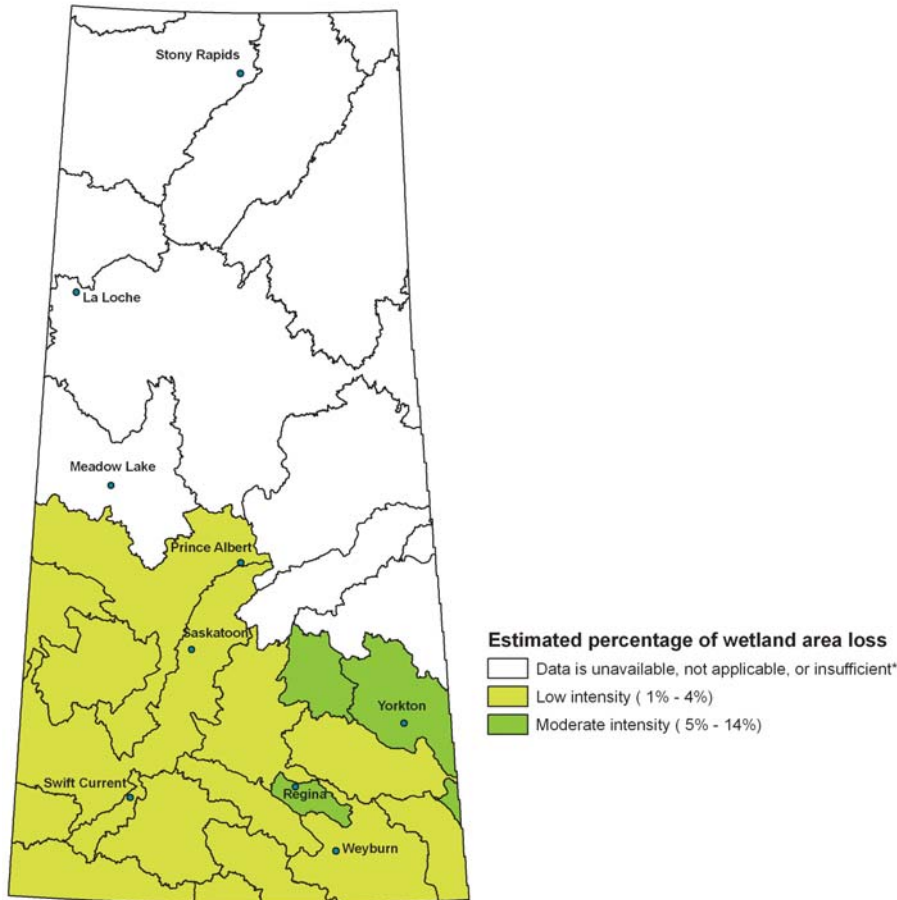 Stony Rapids
La Loche
Meadow Lake
Prince Albert
Saskatoon
Estimated percentage of wetland area loss
Data is unavailable, not applicable, or insufficient*
Low intensity ( 1% - 4%)
Yorkton
Moderate intensity ( 5% - 14%)
Swift Current
Regina
Weyburn